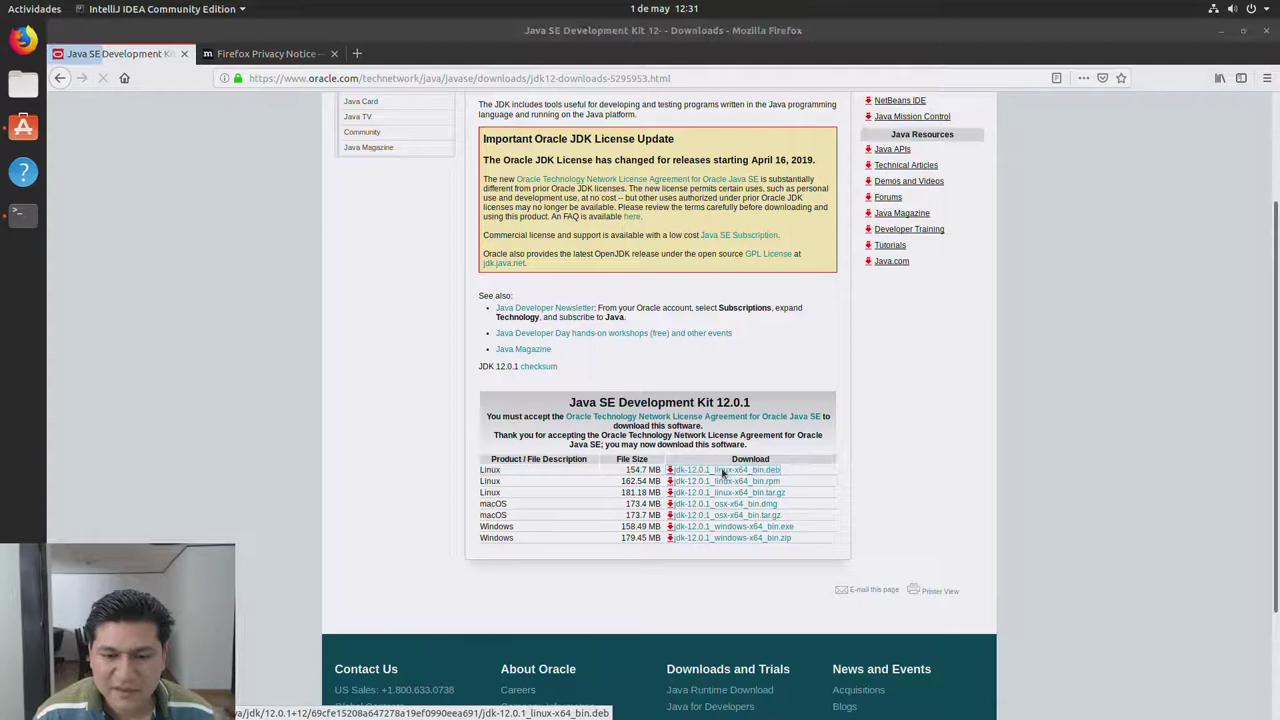 Actividades
IntelliJ IDEA Community Edition
1 de may 12:31
Java SE Development Kit 12- - Downloads - Mozilla Firefox
Java SE Development Kit
Firefox Privacy Notice —
https://www.oracle.com/technetwork/java/javase/downloads/jdk12-downloads-5295953.html
Java Card
Java TV
Community
Java Magazine
The JDK includes tools useful for developing and testing programs written in the Java programming
language and running on the Java platform.
Important Oracle JDK License Update
The Oracle JDK License has changed for releases starting April 16, 2019.
The new Oracle Technology Network License Agreement for Oracle Java SE is substantially
different from prior Oracle JDK licenses. The new license permits certain uses, such as personal
use and development use, at no cost -- but other uses authorized under prior Oracle JDK
licenses may no longer be available. Please review the terms carefully before downloading and
using this product. An FAQ is available here.
Commercial license and support is available with a low cost Java SE Subscription.
Oracle also provides the latest OpenJDK release under the open source GPL License at
jdk.java.net.
See also:
• Java Developer Newsletter: From your Oracle account, select Subscriptions, expand
Technology, and subscribe to Java.
• Java Developer Day hands-on workshops (free) and other events
• Java Magazine
JDK 12.0.1 checksum
Java SE Development Kit 12.0.1
You must accept the Oracle Technology Network License Agreement for Oracle Java SE to
download this software.
Thank you for accepting the Oracle Technology Network License Agreement for Oracle
Java SE; you may now download this software.
Product / File Description File Size Download
Linux 154.7 MB jdk-12.0.1_linux-x64_bin.deb
Linux 162.54 MB jdk-12.0.1_linux-x64_bin.rpm
Linux 181.18 MB jdk-12.0.1_linux-x64_bin.tar.gz
macOS 173.4 MB jdk-12.0.1_osx-x64_bin.dmg
macOS 173.7 MB jdk-12.0.1_osx-x64_bin.tar.gz
Windows 158.49 MB jdk-12.0.1_windows-x64_bin.exe
Windows 179.45 MB jdk-12.0.1_windows-x64_bin.zip
NetBeans IDE
Java Mission Control
Java Resources
Java APIs
Technical Articles
Demos and Videos
Forums
Java Magazine
Developer Training
Tutorials
Java.com
E-mail this page Printer View
Contact Us
US Sales: +1.800.633.0738
About Oracle
Careers
Downloads and Trials
Java Runtime Download
Java for Developers
News and Events
Acquisitions
Blogs
va/jdk/12.0.1+12/69cfe15208a647278a19ef0990eea691/jdk-12.0.1_linux-x64_bin.deb